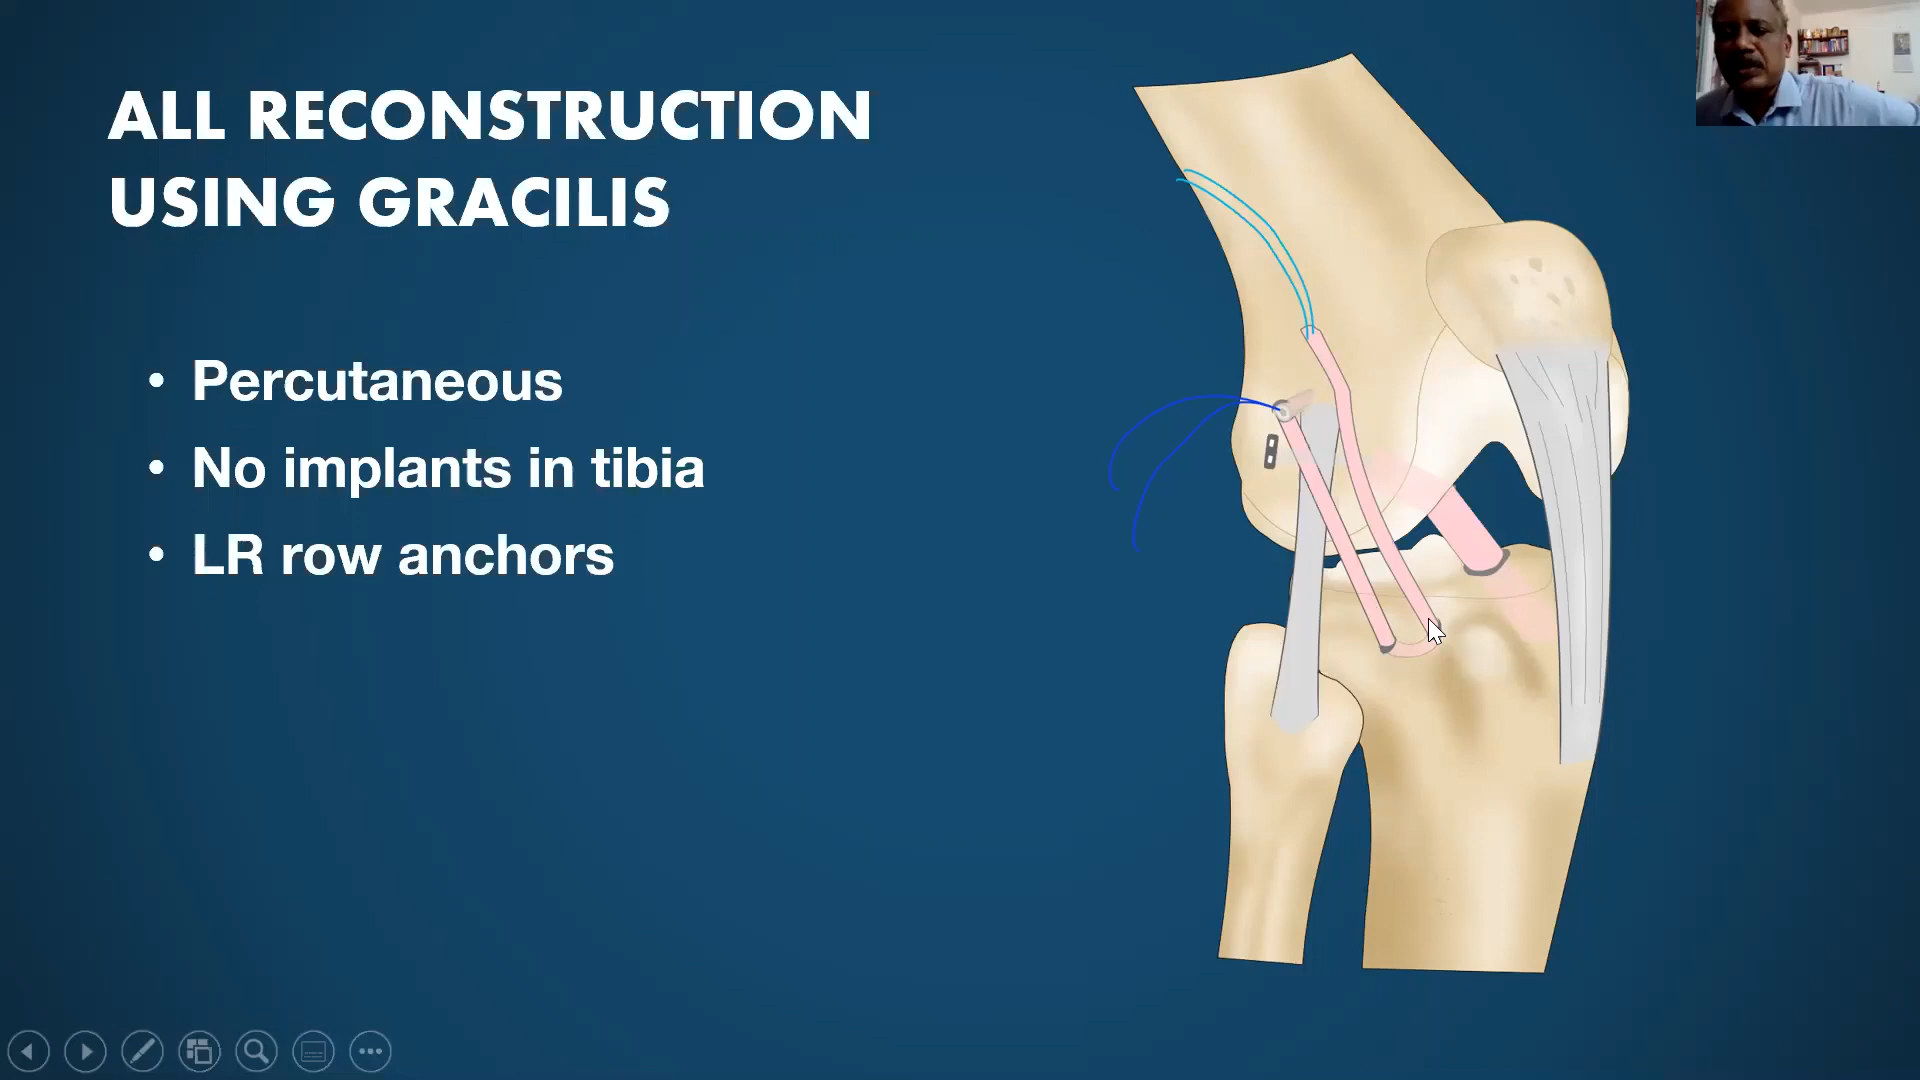 ALL RECONSTRUCTION
USING GRACILIS
• Percutaneous
• No implants in tibia
• LR row anchors